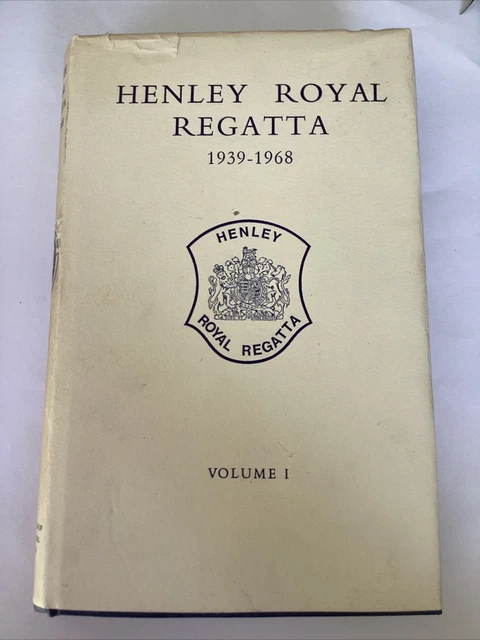 HENLEY ROYAL
REGATTA
1939-1968
HENLEY
ROYAL REGATTA
VOLUME I